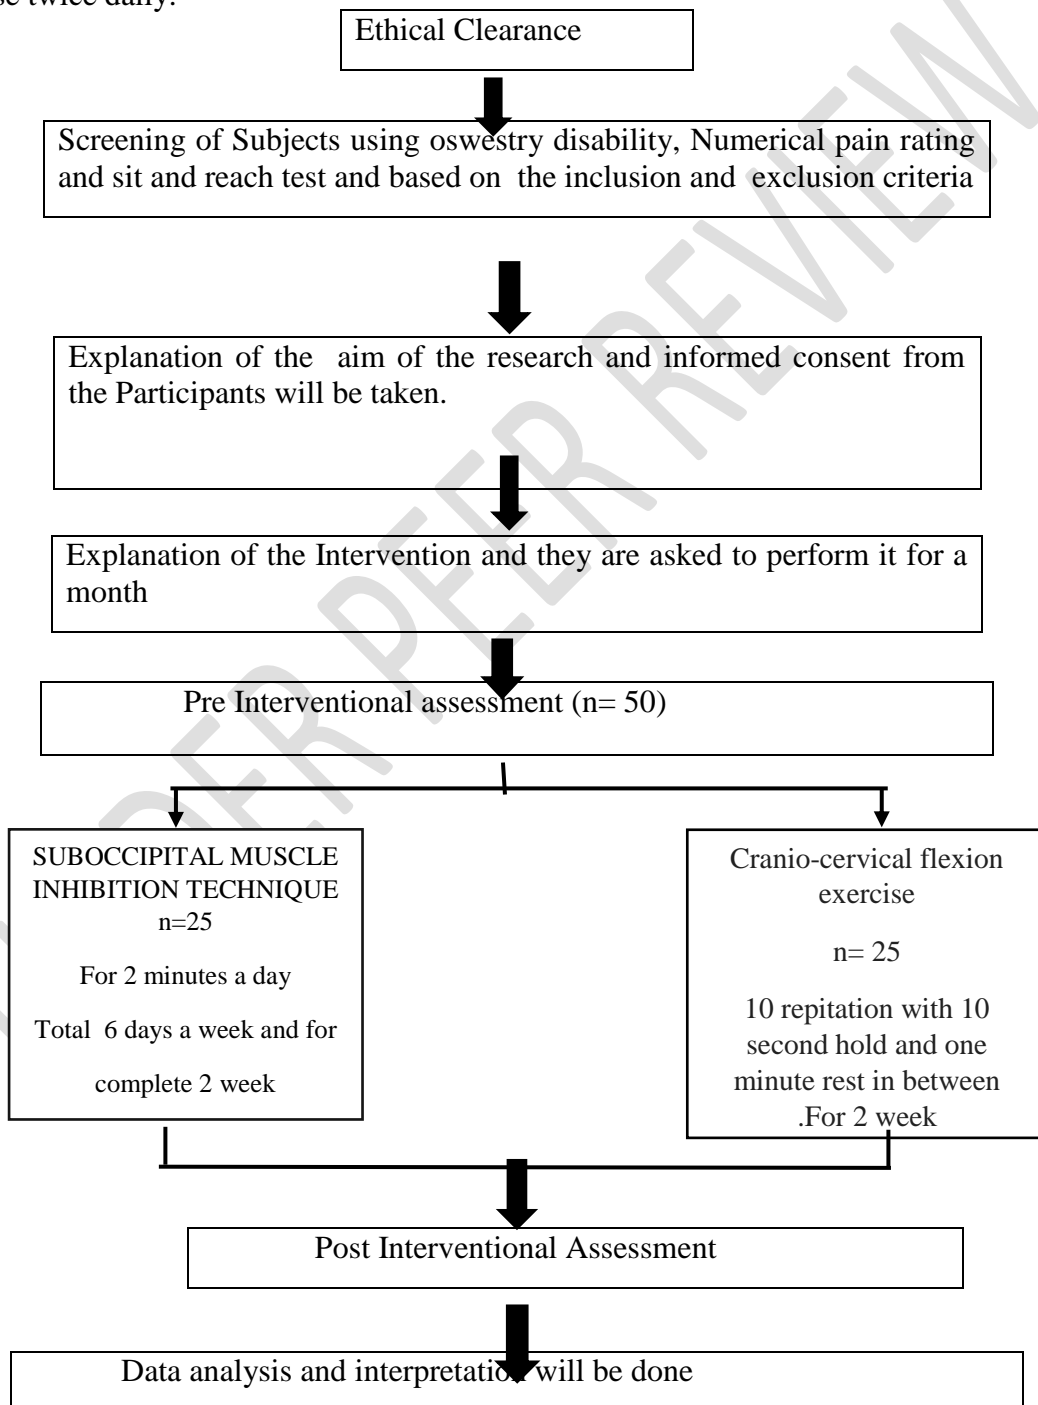 se twice daily.
Ethical Clearance
Screening of Subjects using oswestry disability, Numerical pain rating
and sit and reach test and based on the inclusion and exclusion criteria
Explanation of the aim of the research and informed consent from
the Participants will be taken.
Explanation of the Intervention and they are asked to perform it for a
month
Pre Interventional assessment (n= 50)
SUBOCCIPITAL MUSCLE
INHIBITION TECHNIQUE
n=25
For 2 minutes a day
Total 6 days a week and for
complete 2 week
Cranio-cervical flexion
exercise
n= 25
10 repitation with 10
second hold and one
minute rest in between
.For 2 week
Post Interventional Assessment
Data analysis and interpretation will be done
DER PEER REVIEW